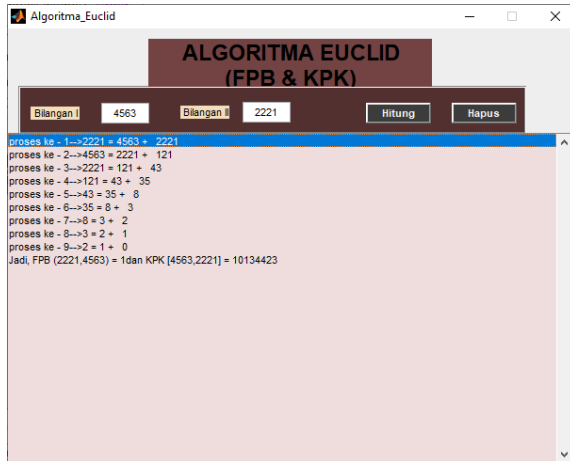 Algoritma_Euclid
ALGORITMA EUCLID
(FPB & KPK)
Bilangan I 4563 Bilangan II 2221 Hitung Hapus
proses ke - 1-->2221 = 4563 + 2221
proses ke - 2-->4563 = 2221 + 121
proses ke - 3-->2221 = 121 + 43
proses ke - 4-->121 = 43 + 35
proses ke - 5-->43 = 35 + 8
proses ke - 6-->35 = 8 + 3
proses ke - 7-->8 = 3 + 2
proses ke - 8-->3 = 2 + 1
proses ke - 9-->2 = 1 + 0
Jadi, FPB (2221,4563) = 1dan KPK [4563,2221] = 10134423